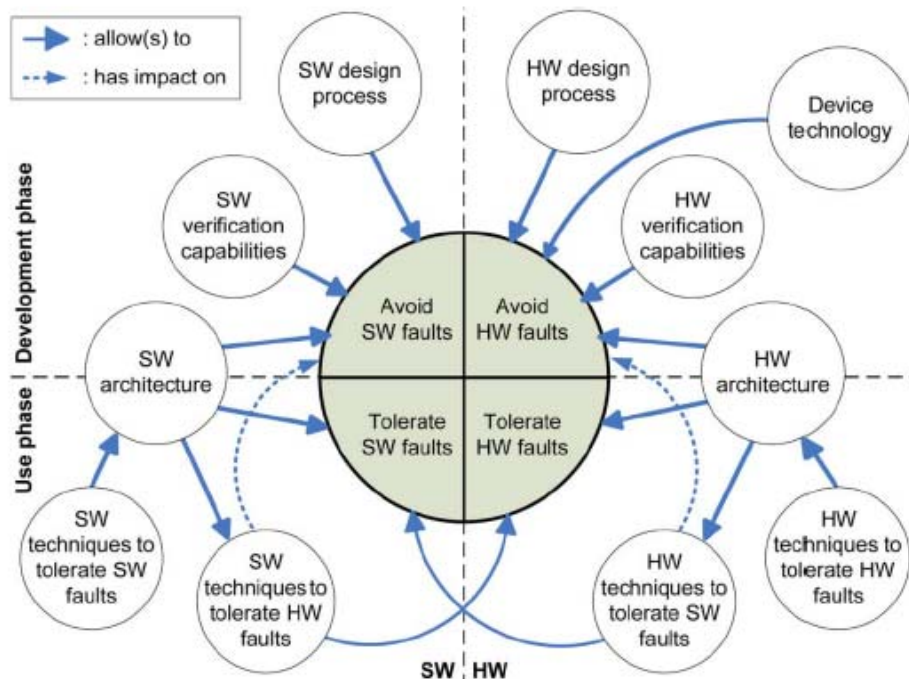 : allow(s) to
: has impact on
SW design
process
HW design
process
Device
technology
SW
verification
capabilities
HW
verification
capabilities
Development phase
Avoid
SW faults
Avoid
HW faults
SW
architecture
HW
architecture
Use phase
Tolerate
SW faults
Tolerate
HW faults
SW
techniques to
tolerate SW
faults
SW
techniques to
tolerate HW
faults
HW
techniques to
tolerate SW
faults
HW
techniques to
tolerate HW
faults
SW
HW